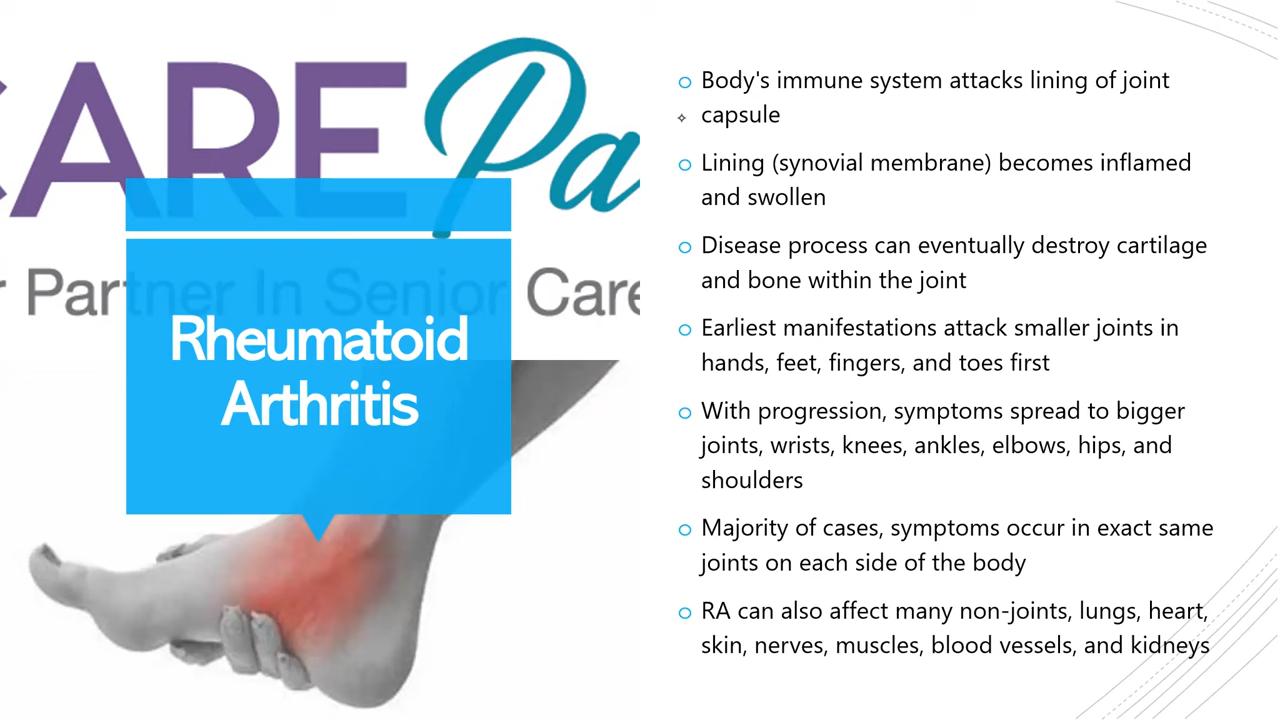 CARE Pa
r Partner In Senior Care
Rheumatoid
Arthritis
Body's immune system attacks lining of joint
capsule
Lining (synovial membrane) becomes inflamed
and swollen
Disease process can eventually destroy cartilage
and bone within the joint
Earliest manifestations attack smaller joints in
hands, feet, fingers, and toes first
With progression, symptoms spread to bigger
joints, wrists, knees, ankles, elbows, hips, and
shoulders
Majority of cases, symptoms occur in exact same
joints on each side of the body
RA can also affect many non-joints, lungs, heart,
skin, nerves, muscles, blood vessels, and kidneys